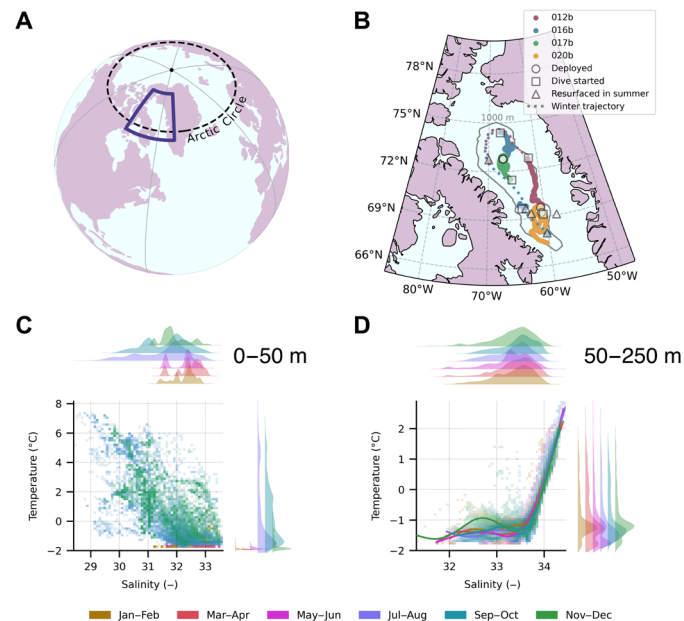 A
Arctic Circle
B
012b
016b
017b
020b
Deployed
Dive started
Resurfaced in summer
Winter trajectory
1000 m
78°N
75°N
72°N
69°N
66°N
80°W
70°W
60°W
50°W
C
0–50 m
Temperature (°C)
8
6
4
2
0
−2
29
30
31
32
33
Salinity (–)
D
50–250 m
Temperature (°C)
2
1
0
−1
−2
32
33
34
Salinity (–)
Jan–Feb
Mar–Apr
May–Jun
Jul–Aug
Sep–Oct
Nov–Dec